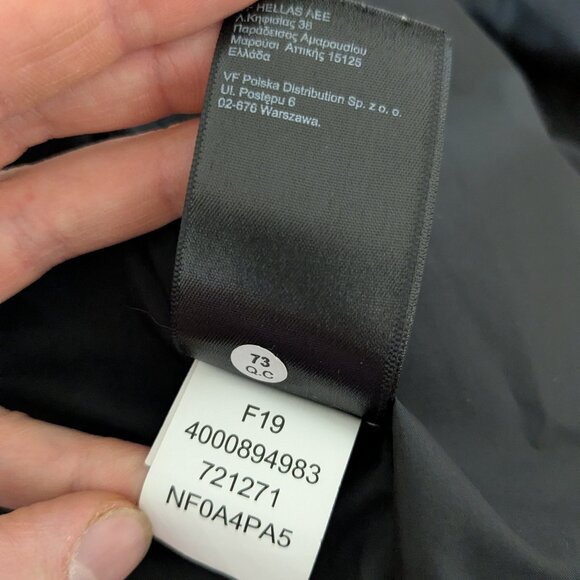 HELLAS AEE
Λ.Κηφισίας 38
Παράδεισος Αμαρουσίου
Μαρούσι Αττικής 15125
Ελλάδα
VF Polska Distribution Sp. z o. o.
Ul. Postępu 6
02-676 Warszawa.
73
Q.C
F19
4000894983
721271
NF0A4PA5